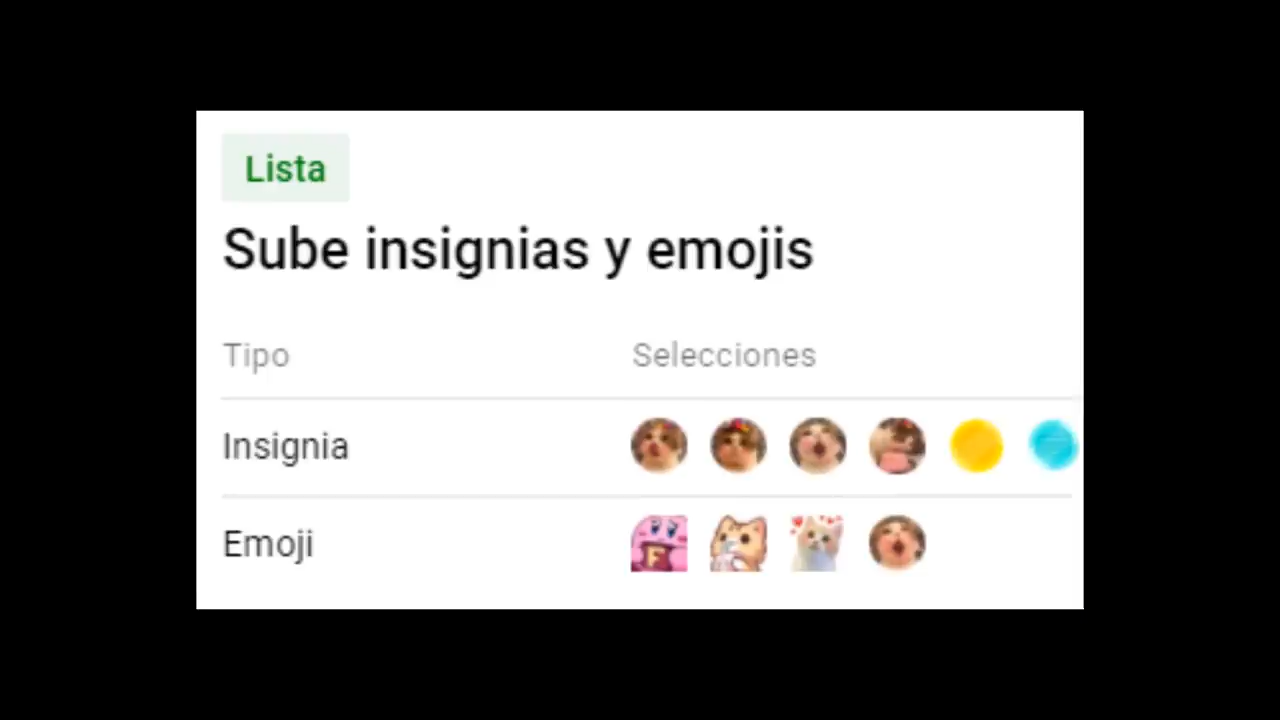 Lista
Sube insignias y emojis
Tipo Selecciones
Insignia
Emoji
F